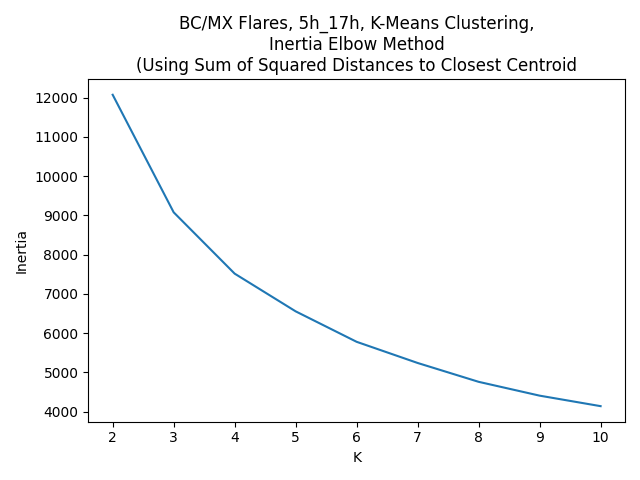 BC/MX Flares, 5h_17h, K-Means Clustering,
Inertia Elbow Method
(Using Sum of Squared Distances to Closest Centroid
12000
11000
10000
9000
8000
7000
6000
5000
4000
Inertia
2 3 4 5 6 7 8 9 10
K